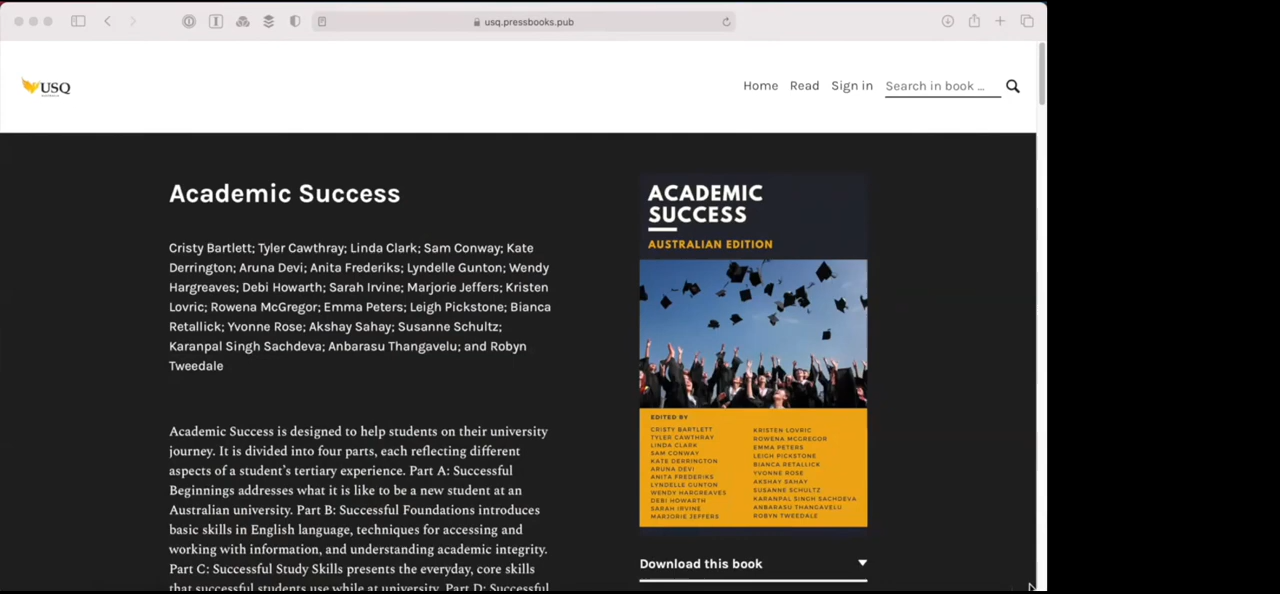 usq.pressbooks.pub
USQ
Home Read Sign in Search in book ...
Academic Success
Cristy Bartlett; Tyler Cawthray; Linda Clark; Sam Conway; Kate
Derrington; Aruna Devi; Anita Frederiks; Lyndelle Gunton; Wendy
Hargreaves; Debi Howarth; Sarah Irvine; Marjorie Jeffers; Kristen
Lovric; Rowena McGregor; Emma Peters; Leigh Pickstone; Bianca
Retallick; Yvonne Rose; Akshay Sahay; Susanne Schultz;
Karanpal Singh Sachdeva; Anbarasu Thangavelu; and Robyn
Tweedale
Academic Success is designed to help students on their university
journey. It is divided into four parts, each reflecting different
aspects of a student's tertiary experience. Part A: Successful
Beginnings addresses what it is like to be a new student at an
Australian university. Part B: Successful Foundations introduces
basic skills in English language, techniques for accessing and
working with information, and understanding academic integrity.
Part C: Successful Study Skills presents the everyday, core skills
that successful students use while at university. Part D: Successful
ACADEMIC
SUCCESS
AUSTRALIAN EDITION
EDITED BY
CRISTY BARTLETT
TYLER CAWTHRAY
LINDA CLARK
SAM CONWAY
KATE DERRINGTON
ARUNA DEVI
ANITA FREDERIKS
LYNDELLE GUNTON
WENDY HARGREAVES
DEBI HOWARTH
SARAH IRVINE
MARJORIE JEFFERS
KRISTEN LOVRIC
ROWENA MCGREGOR
EMMA PETERS
LEIGH PICKSTONE
BIANCA RETALLICK
YVONNE ROSE
AKSHAY SAHAY
SUSANNE SCHULTZ
KARANPAL SINGH SACHDEVA
ANBARASU THANGAVELU
ROBYN TWEEDALE
Download this book